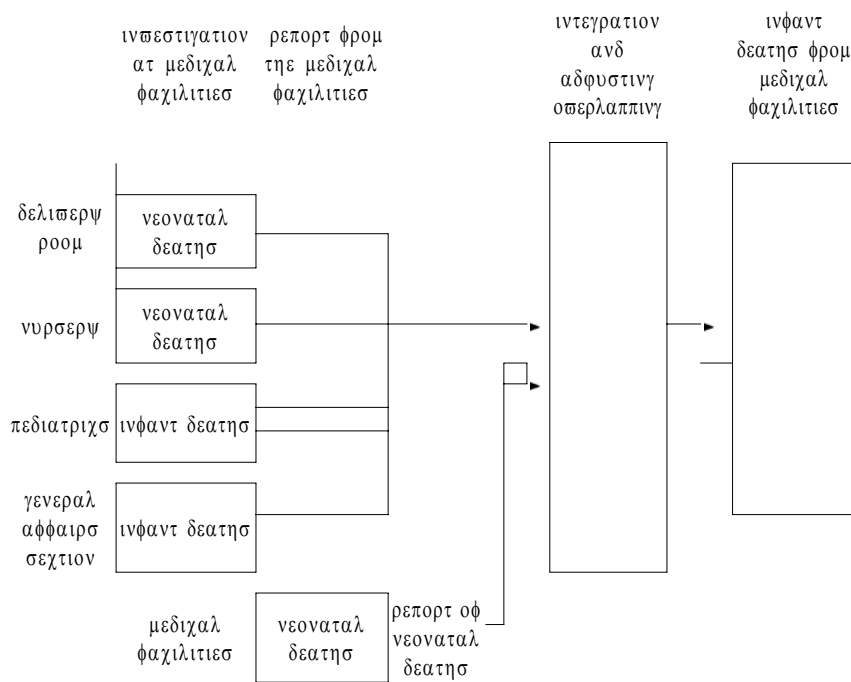 ινϖεστιγατιον
ατ μεδιχαλ
φαχιλιτιεσ
ρεπορτ φρομ
τηε μεδιχαλ
φαχιλιτιεσ
ιντεγρατιον
ανδ
αδφυστινγ
οϖερλαππινγ
ινφαντ
δεατησ φρομ
μεδιχαλ
φαχιλιτιεσ
δελιϖερψ
ροομ
νεοναταλ
δεατησ
νυρσερψ
νεοναταλ
δεατησ
πεδιατριχσ
ινφαντ δεατησ
γενεραλ
αφφαιρσ
σεχτιον
ινφαντ δεατησ
μεδιχαλ
φαχιλιτιεσ
νεοναταλ
δεατησ
ρεπορτ οφ
νεοναταλ
δεατησ